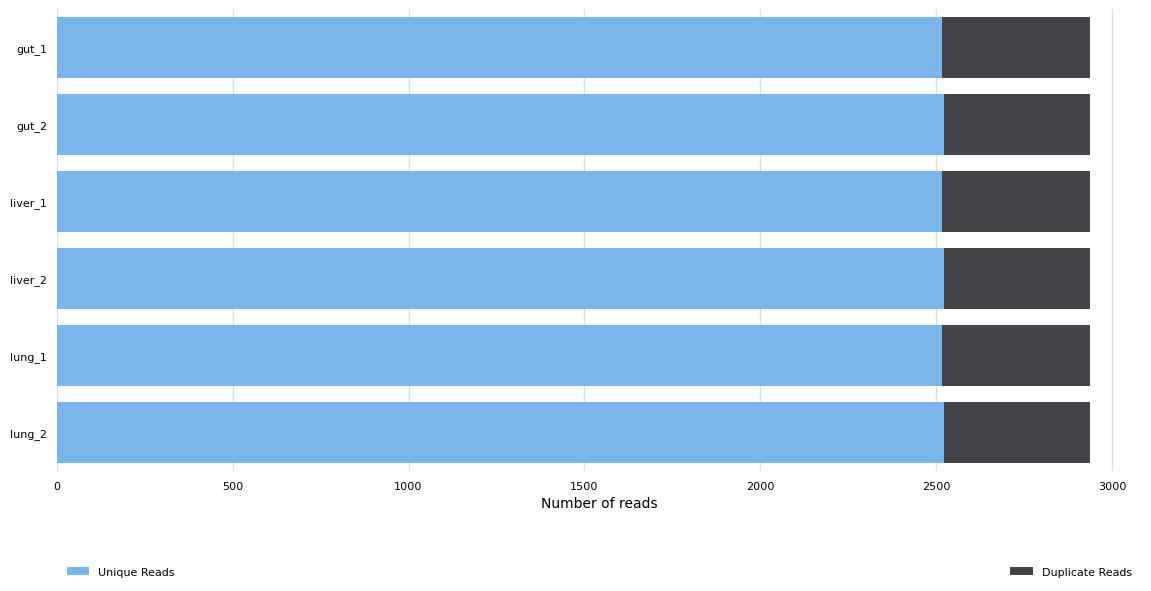 gut_1
gut_2
liver_1
liver_2
lung_1
lung_2
0 500 1000 1500 2000 2500 3000
Number of reads
Unique Reads Duplicate Reads